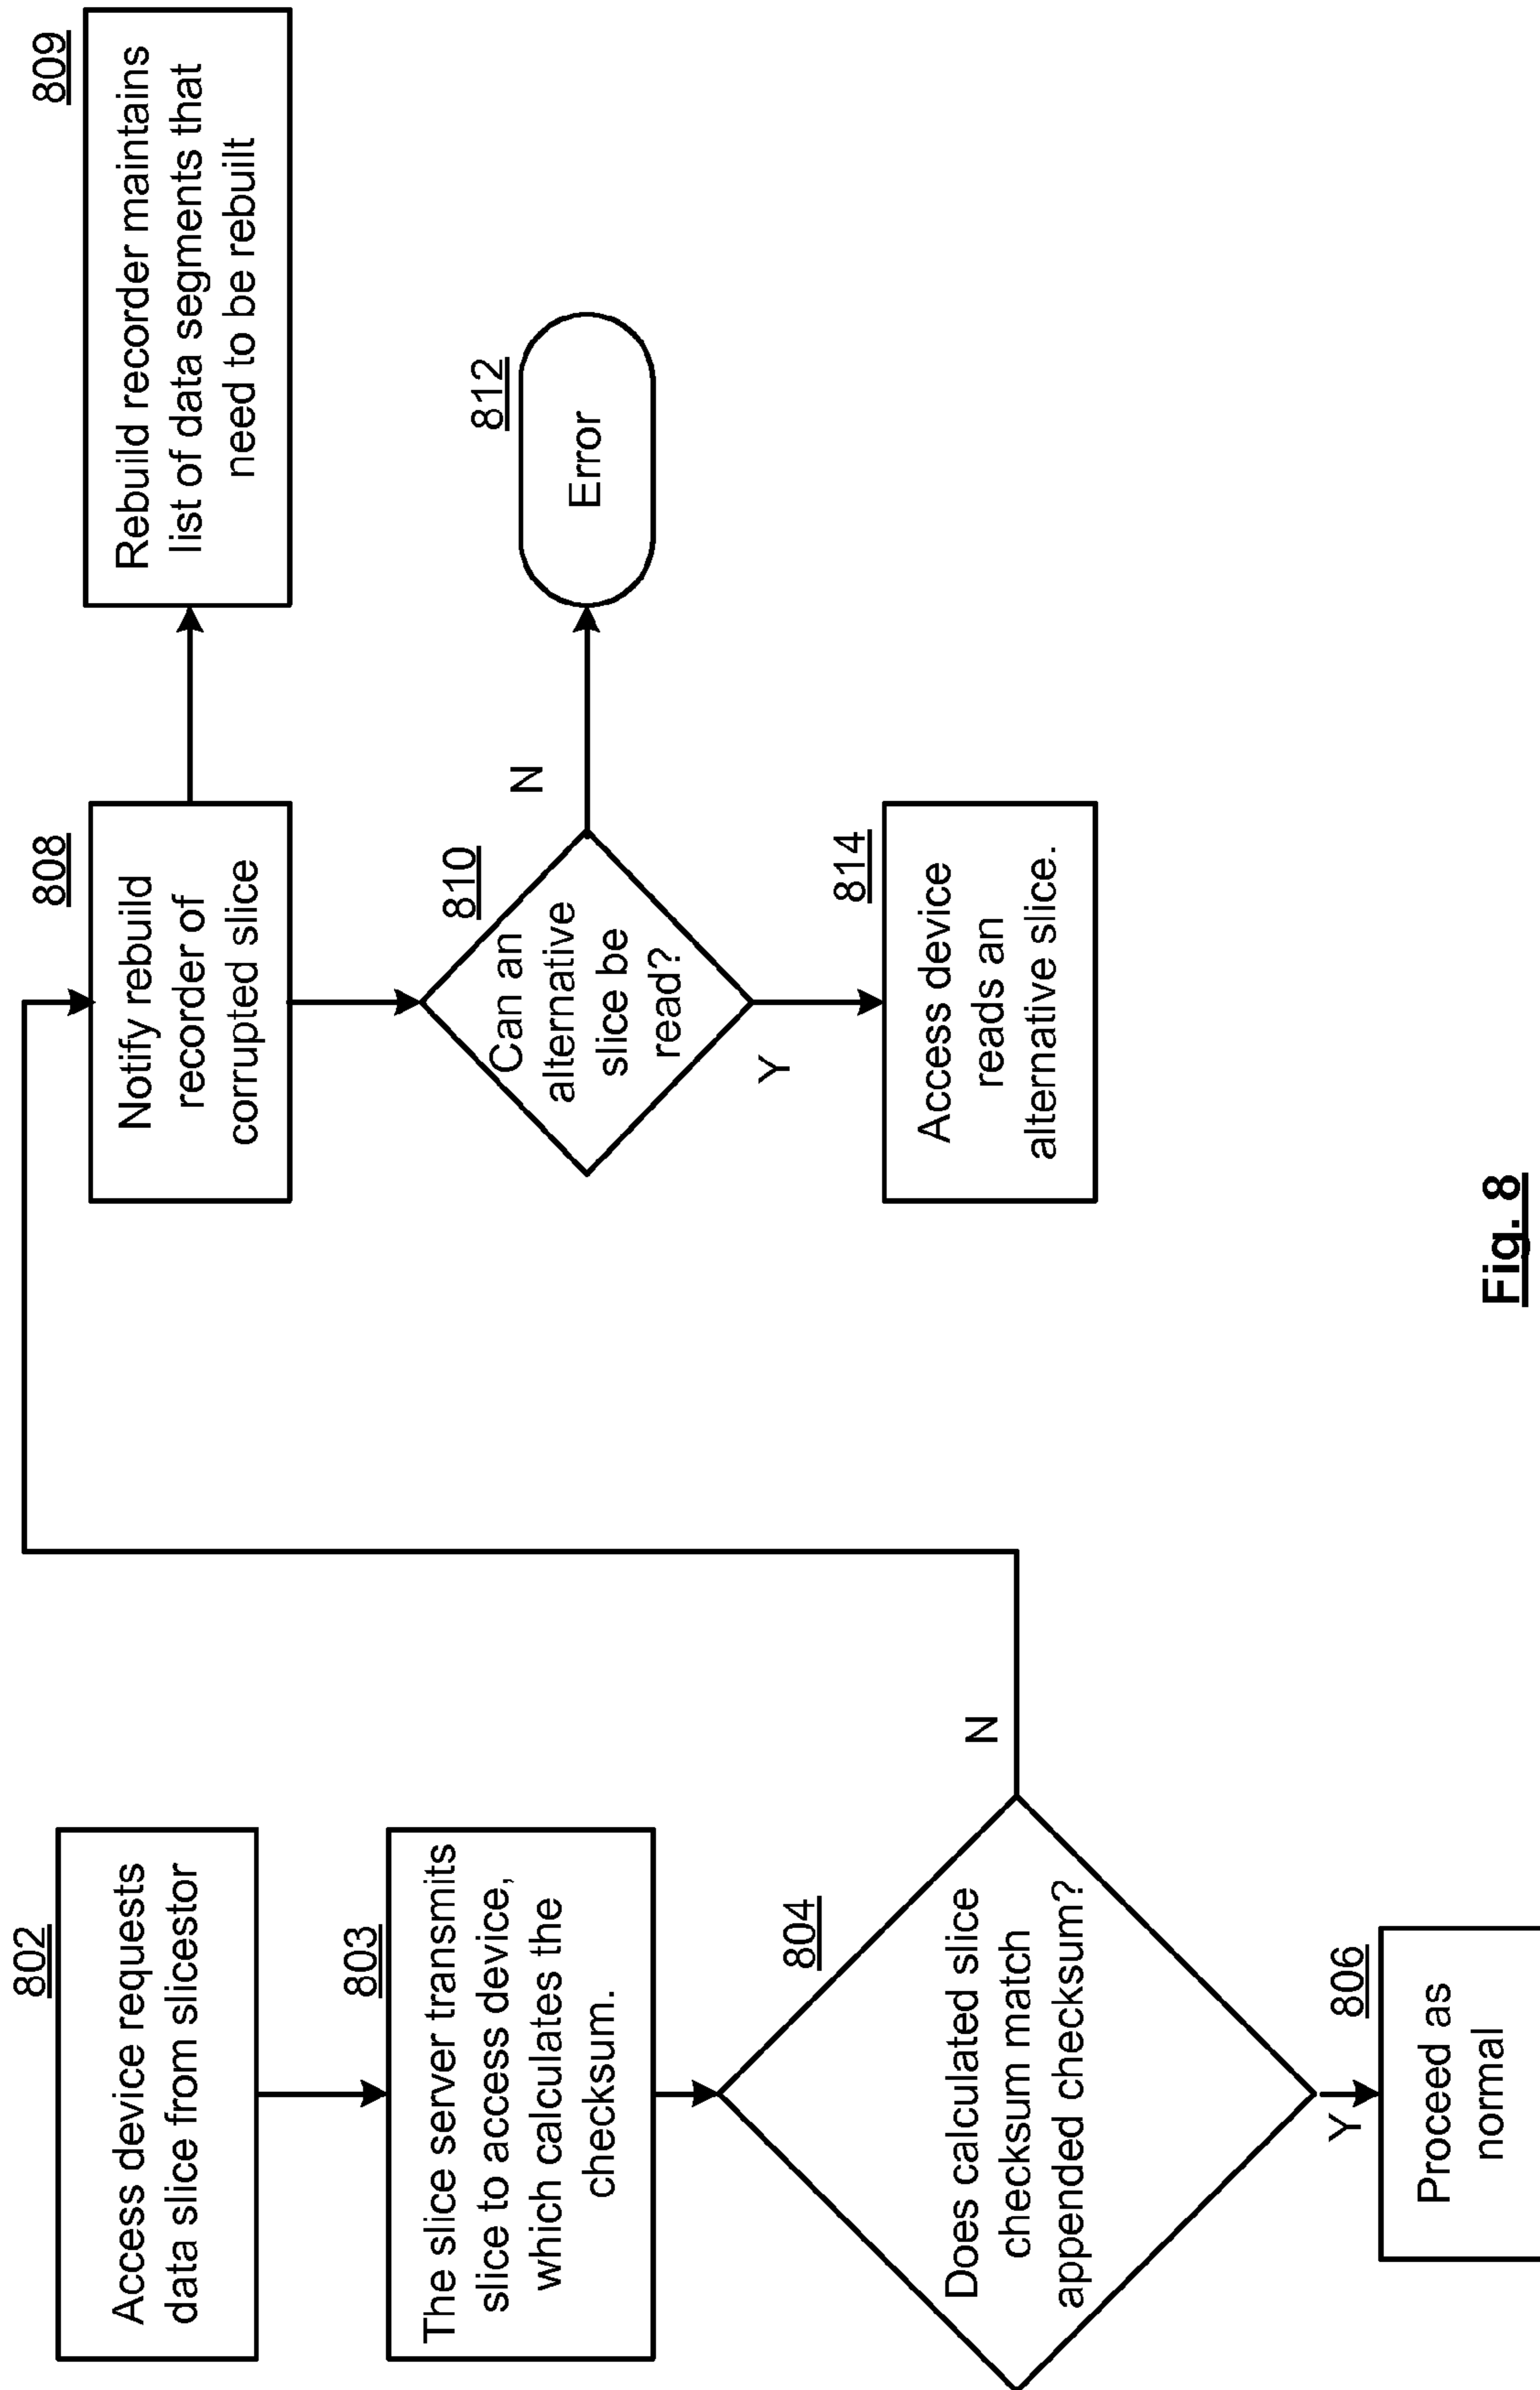 802
Access device requests
data slice from slicestor
803
The slice server transmits
slice to access device,
which calculates the
checksum.
804
Does calculated slice
checksum match
appended checksum?
N
Y
806
Proceed as
normal
808
Notify rebuild
recorder of
corrupted slice
809
Rebuild recorder maintains
list of data segments that
need to be rebuilt
810
Can an
alternative
slice be
read?
N
812
Error
Y
814
Access device
reads an
alternative slice.
Fig. 8